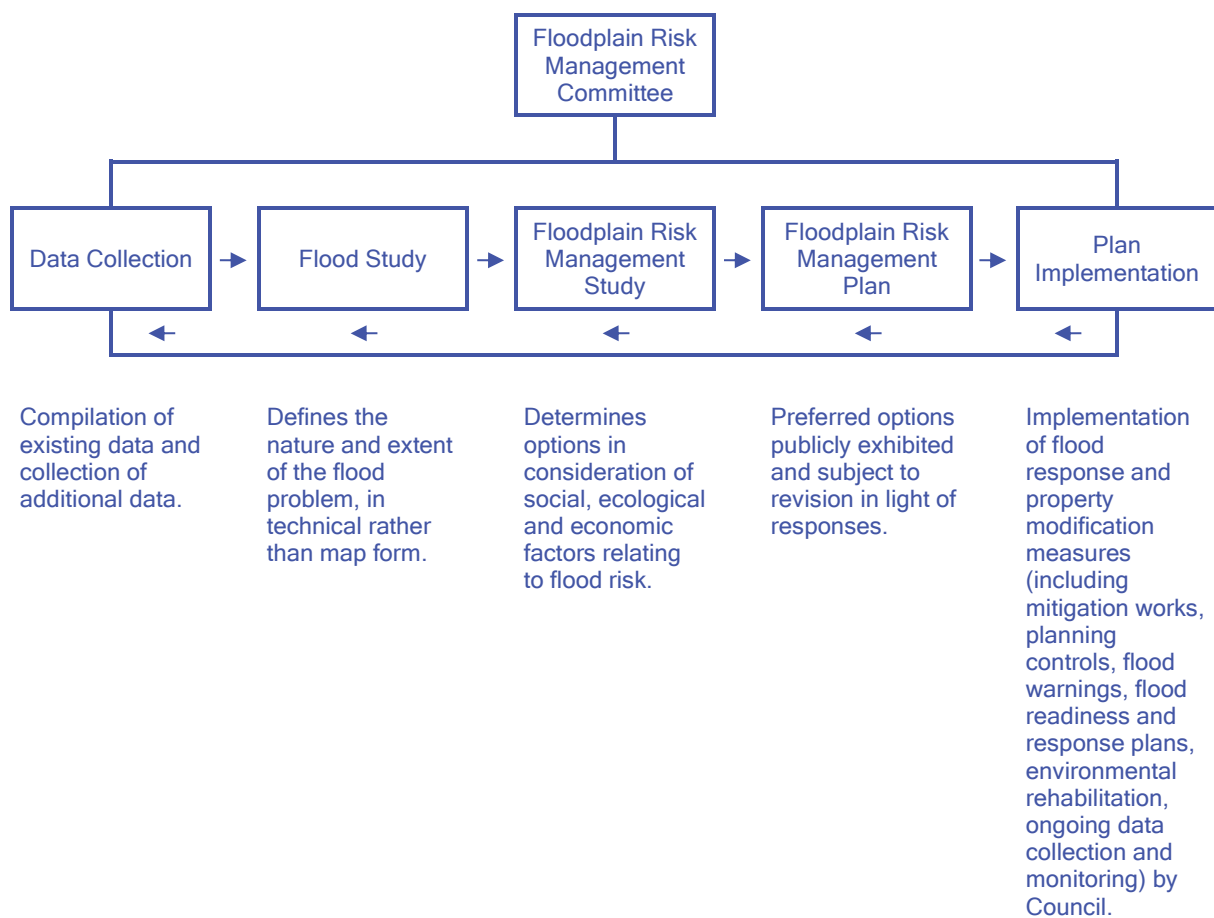 Floodplain Risk
Management
Committee
Data Collection
Flood Study
Floodplain Risk
Management
Study
Floodplain Risk
Management
Plan
Plan
Implementation
Compilation of
existing data and
collection of
additional data.
Defines the
nature and extent
of the flood
problem, in
technical rather
than map form.
Determines
options in
consideration of
social, ecological
and economic
factors relating
to flood risk.
Preferred options
publicly exhibited
and subject to
revision in light of
responses.
Implementation
of flood
response and
property
modification
measures
(including
mitigation works,
planning
controls, flood
warnings, flood
readiness and
response plans,
environmental
rehabilitation,
ongoing data
collection and
monitoring) by
Council.